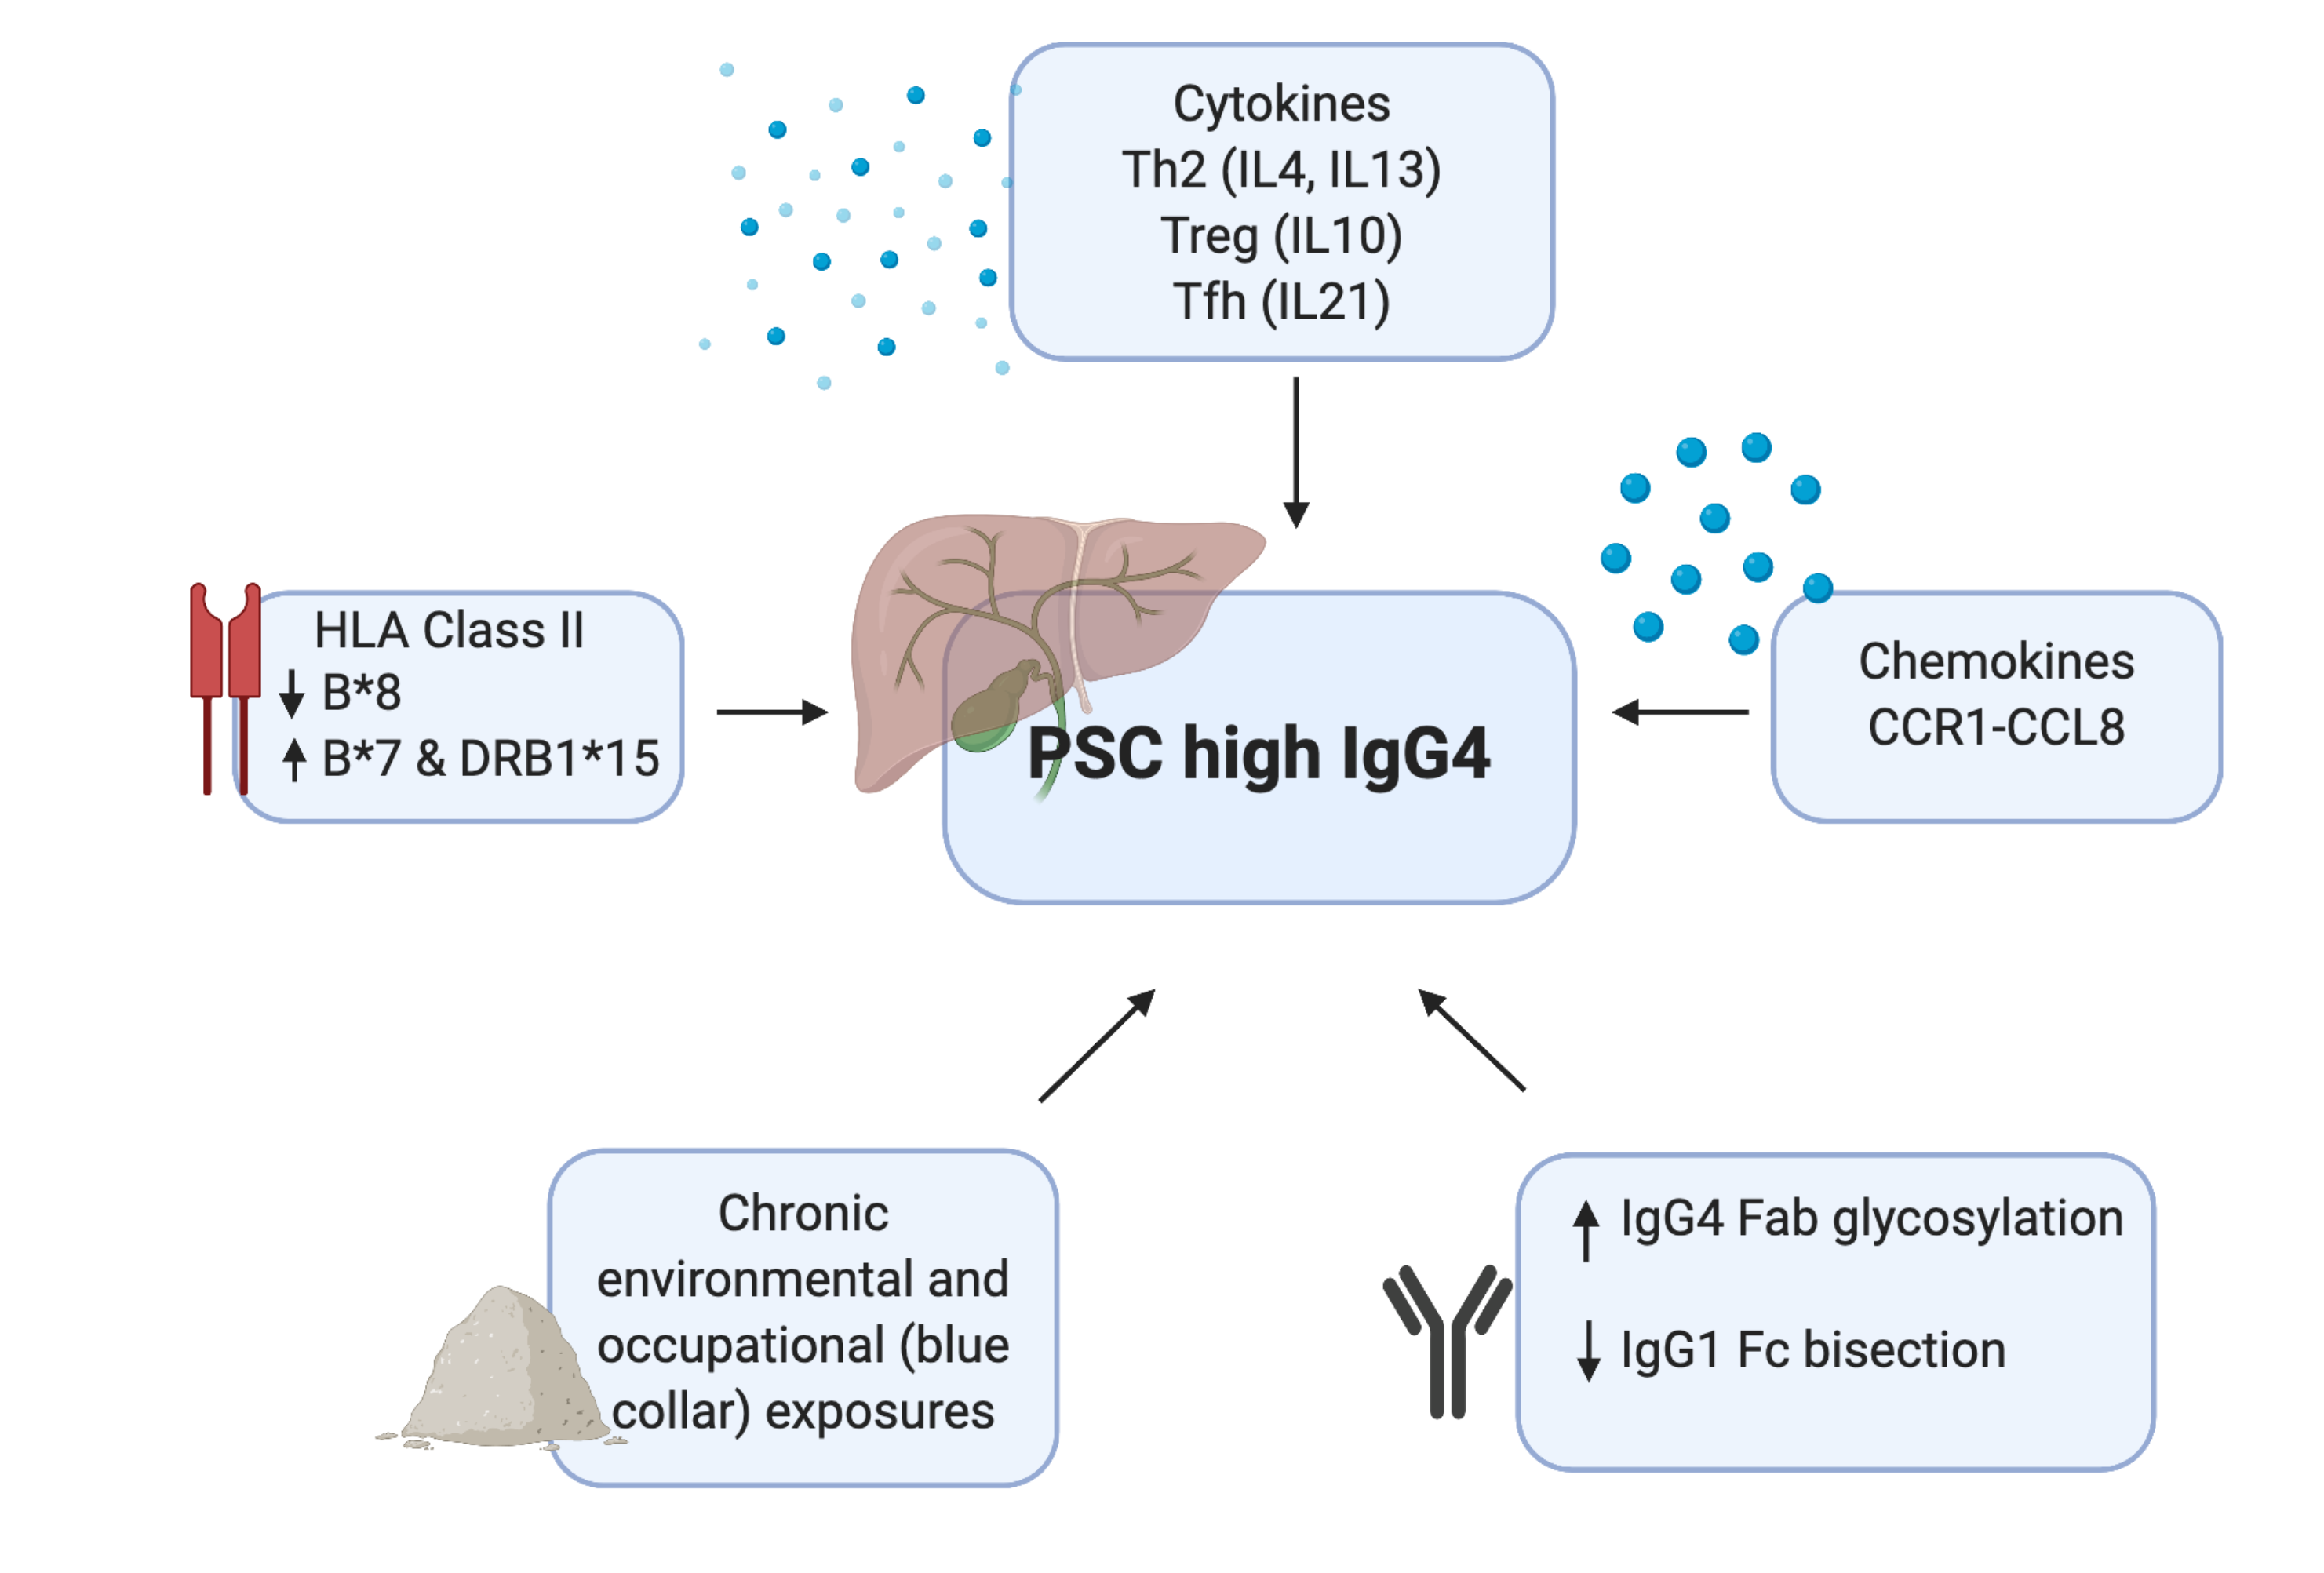 Cytokines
Th2 (IL4, IL13)
Treg (IL10)
Tfh (IL21)
HLA Class II
↓ B*8
↑ B*7 & DRB1*15
PSC high IgG4
Chemokines
CCR1-CCL8
Chronic
environmental and
occupational (blue
collar) exposures
↑ IgG4 Fab glycosylation
↓ IgG1 Fc bisection